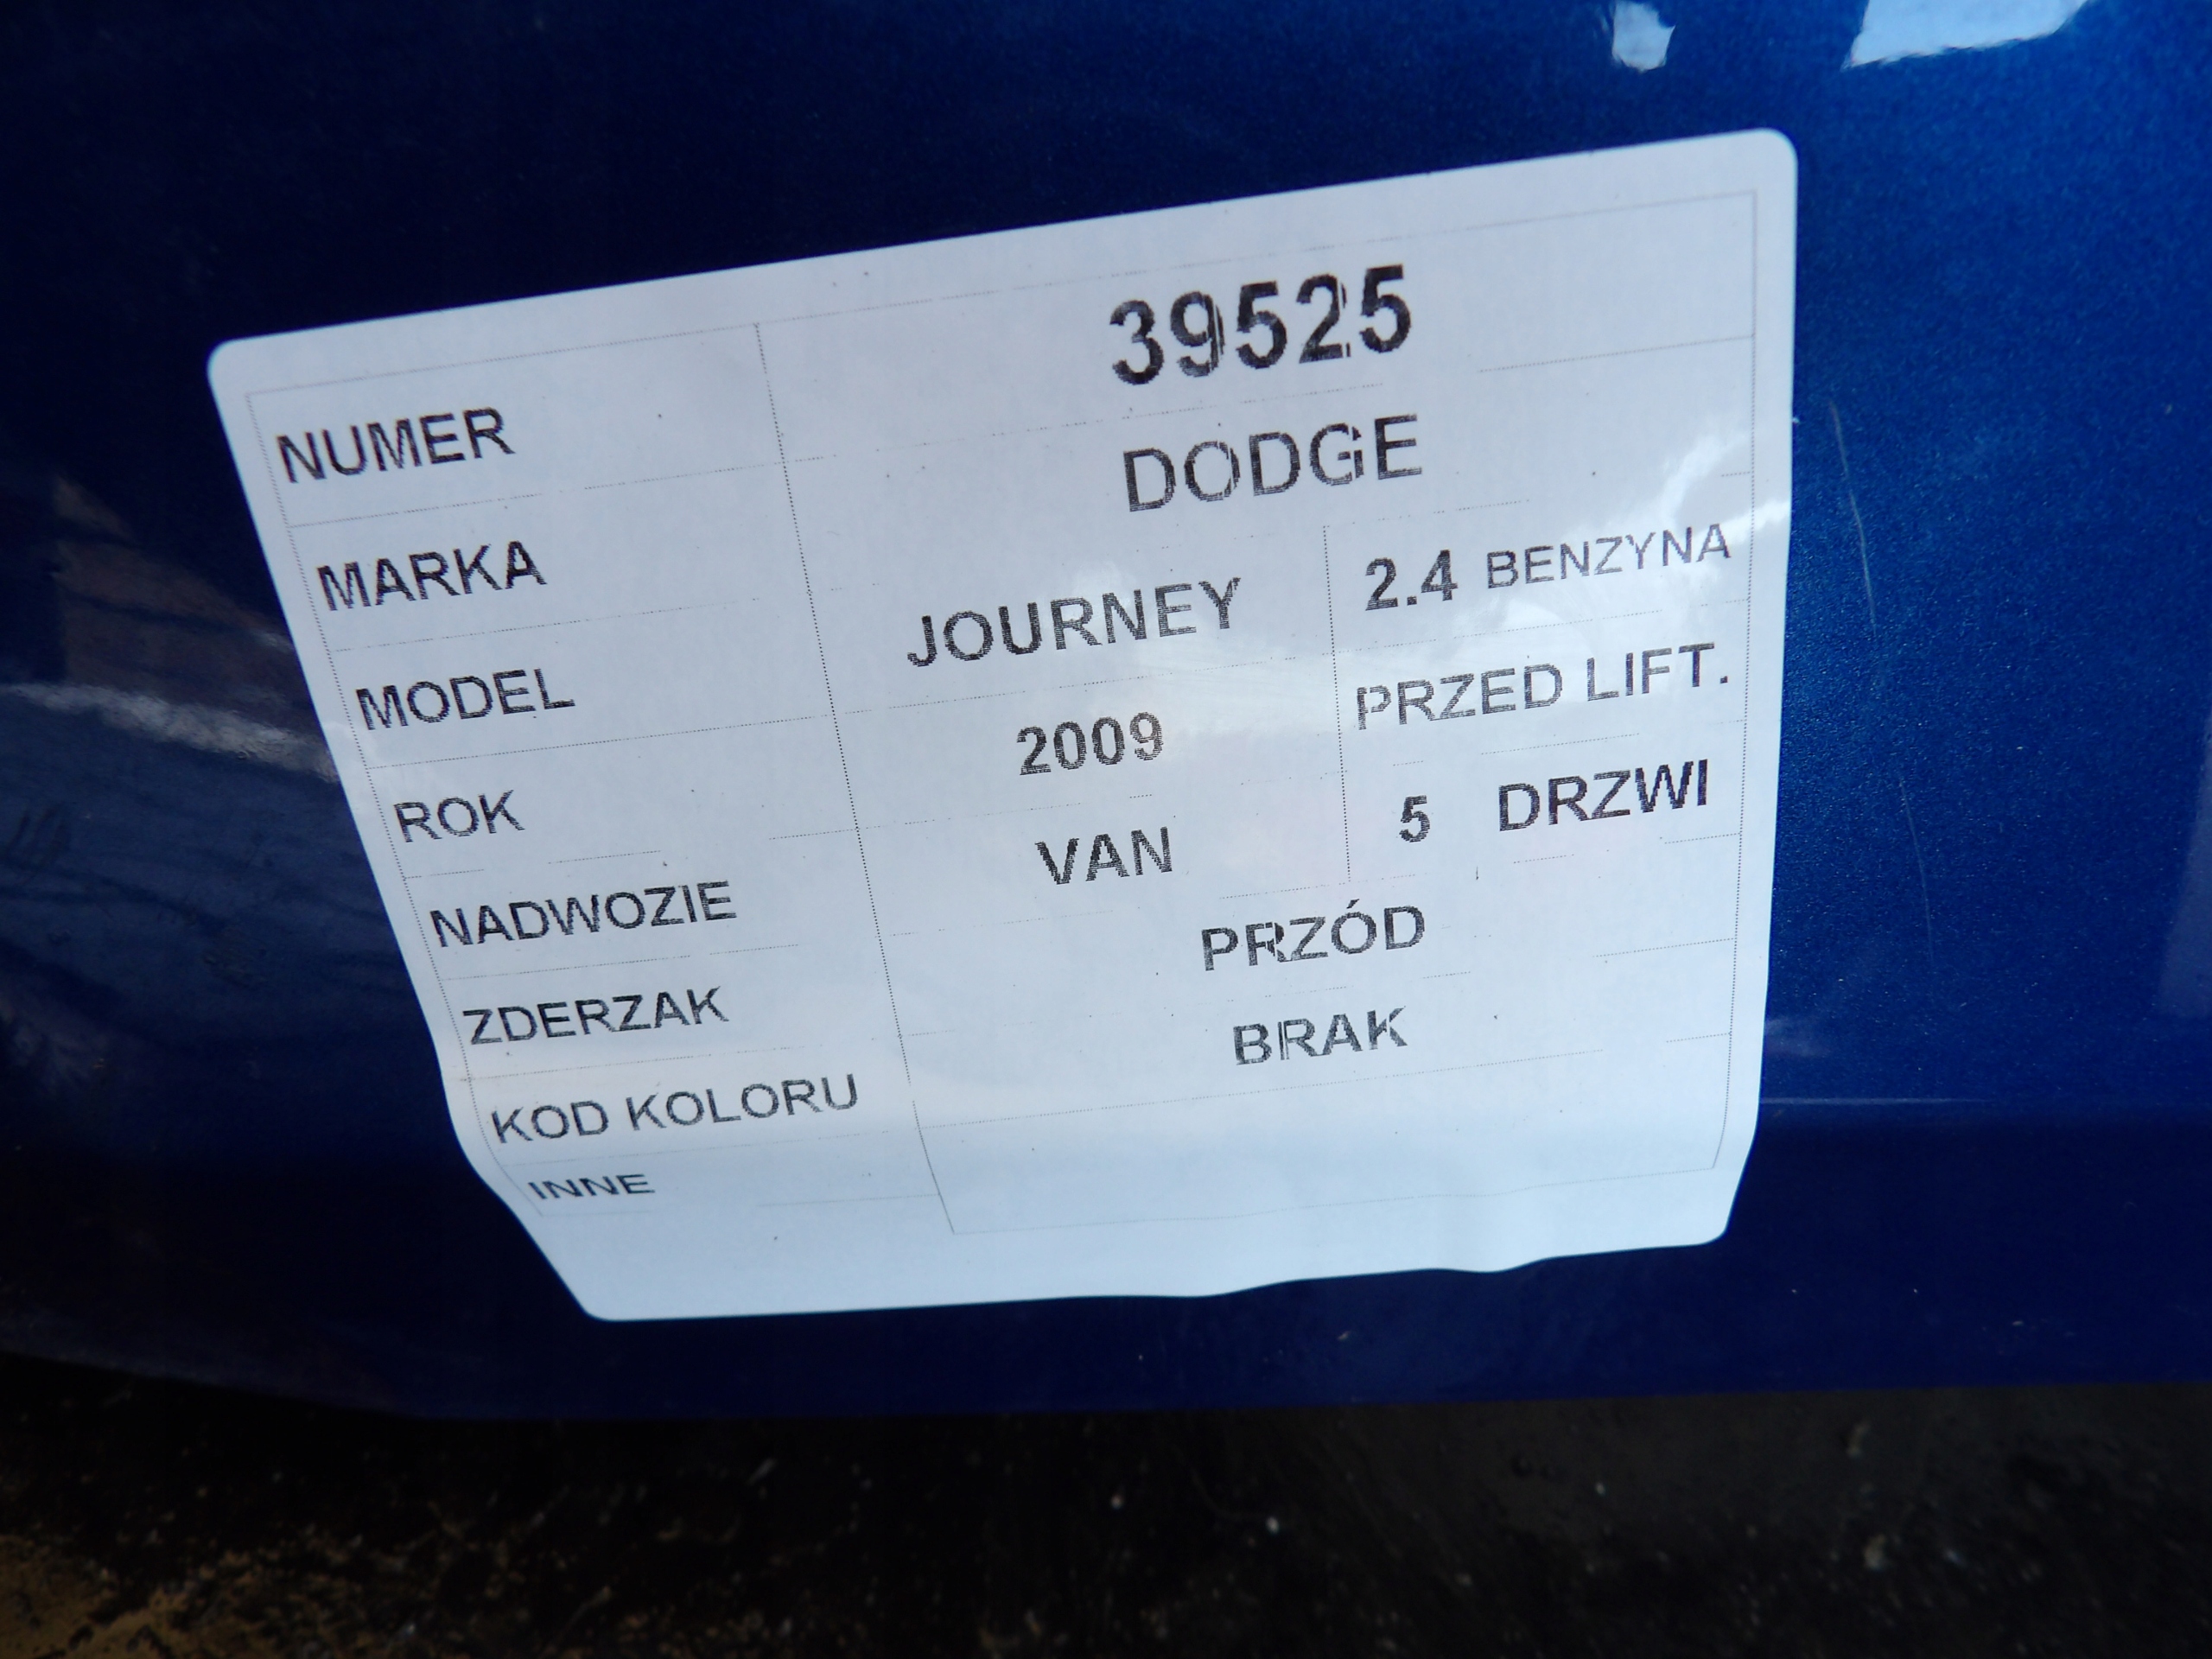 NUMER 39525
MARKA DODGE
MODEL JOURNEY 2.4 BENZYNA
ROK 2009 PRZED LIFT.
NADWOZIE VAN 5 DRZWI
ZDERZAK PRZÓD
KOD KOLORU BRAK
INNE